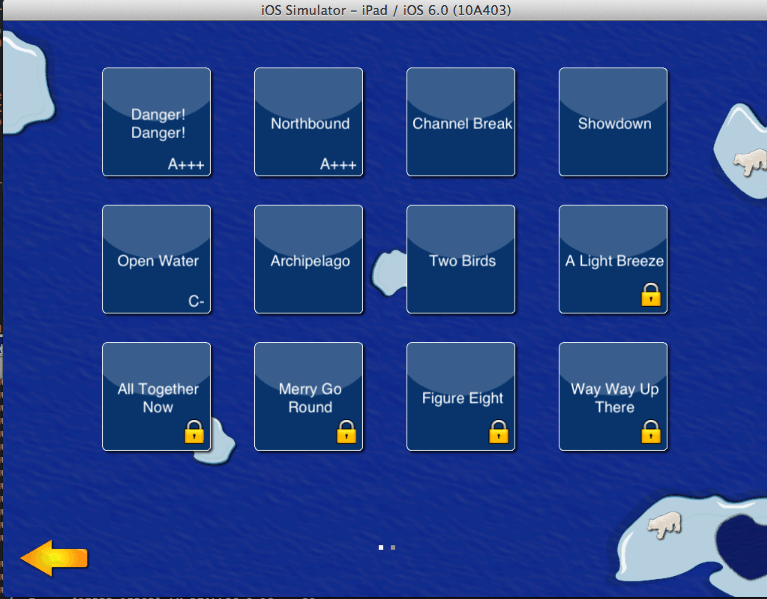 iOS Simulator – iPad / iOS 6.0 (10A403)
Danger!
Danger!
A+++
Northbound
A+++
Channel Break
Showdown
Open Water
C-
Archipelago
Two Birds
A Light Breeze
All Together
Now
Merry Go
Round
Figure Eight
Way Way Up
There